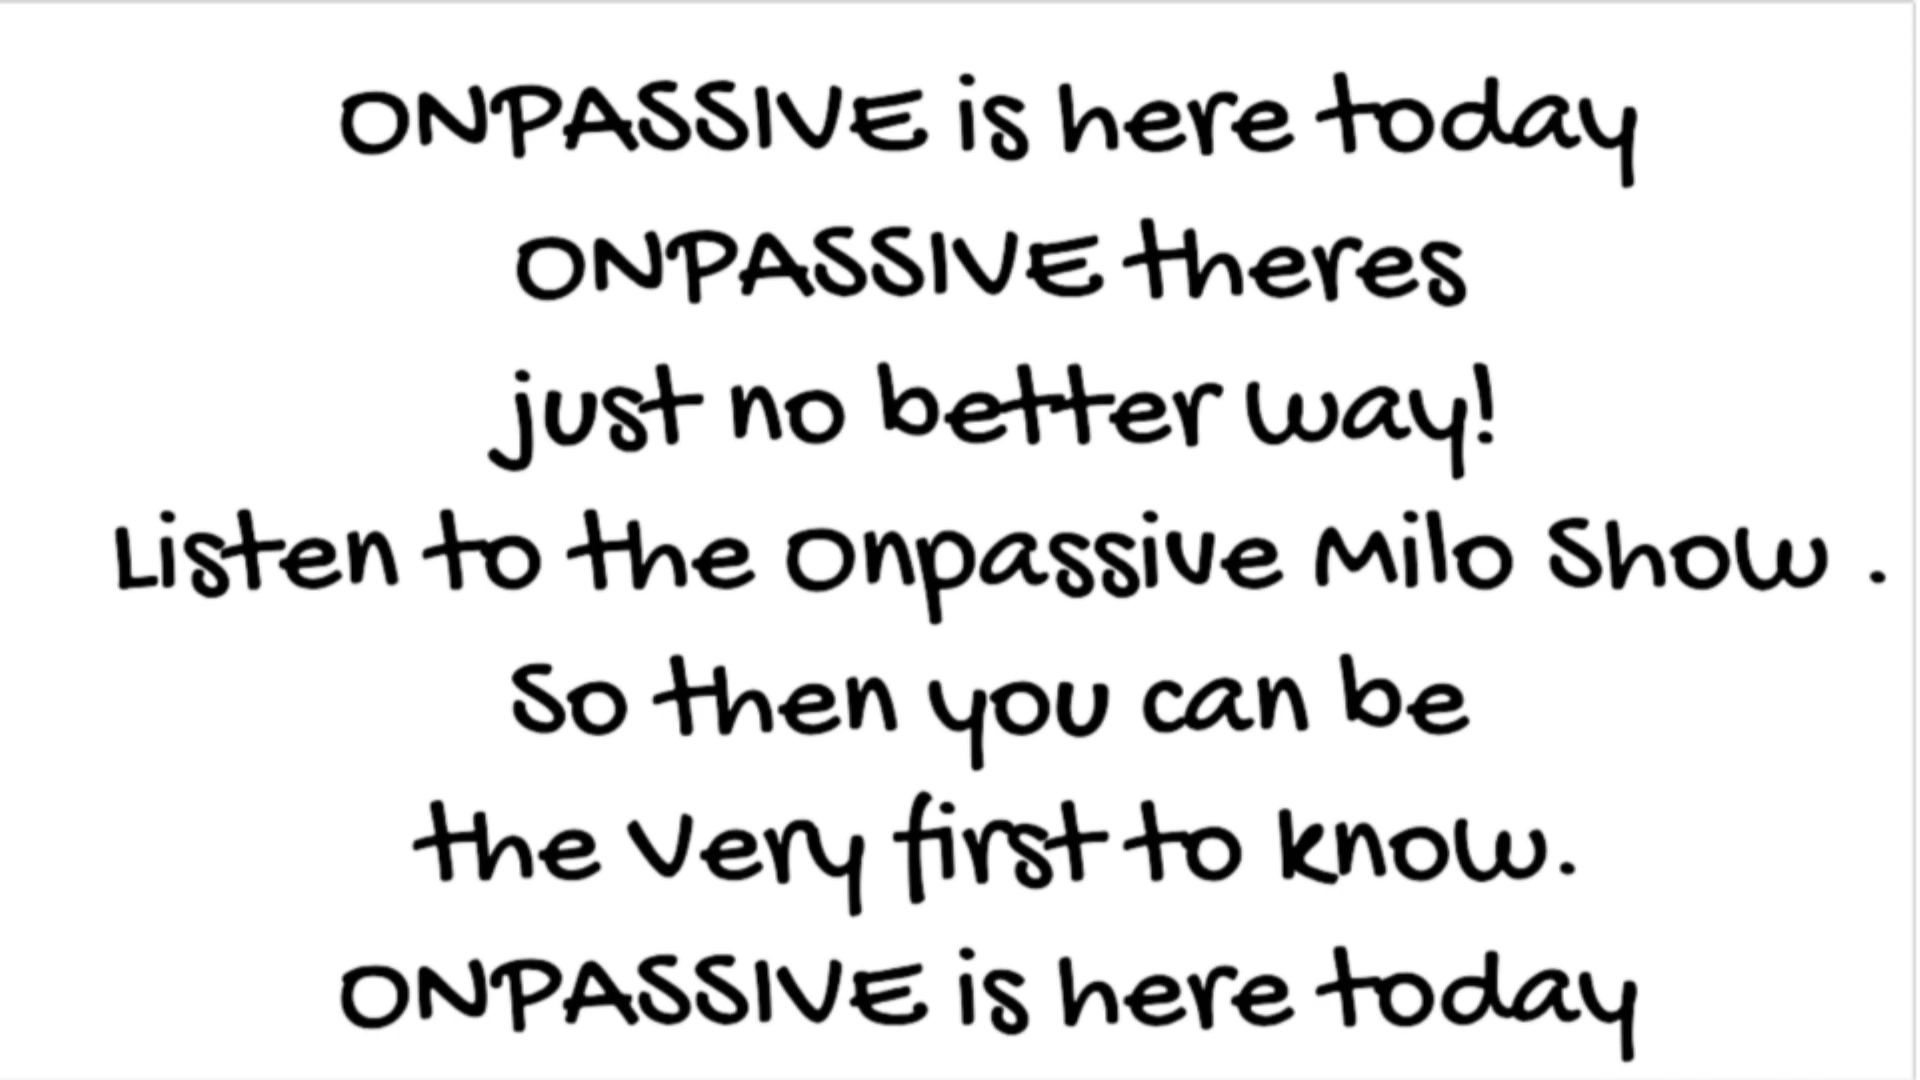 ONPASSIVE is here today
ONPASSIVE theres
just no better way!
Listen to the Onpassive Milo Show .
So then you can be
the very first to know.
ONPASSIVE is here today